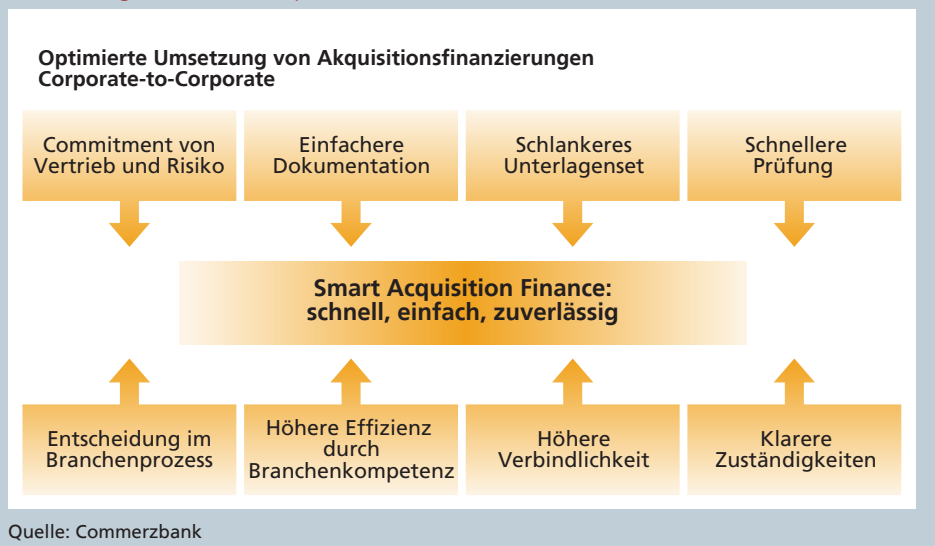 Optimierte Umsetzung von Akquisitionsfinanzierungen
Corporate-to-Corporate
Commitment von
Vertrieb und Risiko
Einfachere
Dokumentation
Schlankeres
Unterlagenset
Schnellere
Prüfung
Smart Acquisition Finance:
schnell, einfach, zuverlässig
Entscheidung im
Branchenprozess
Höhere Effizienz
durch
Branchenkompetenz
Höhere
Verbindlichkeit
Klarere
Zuständigkeiten
Quelle: Commerzbank